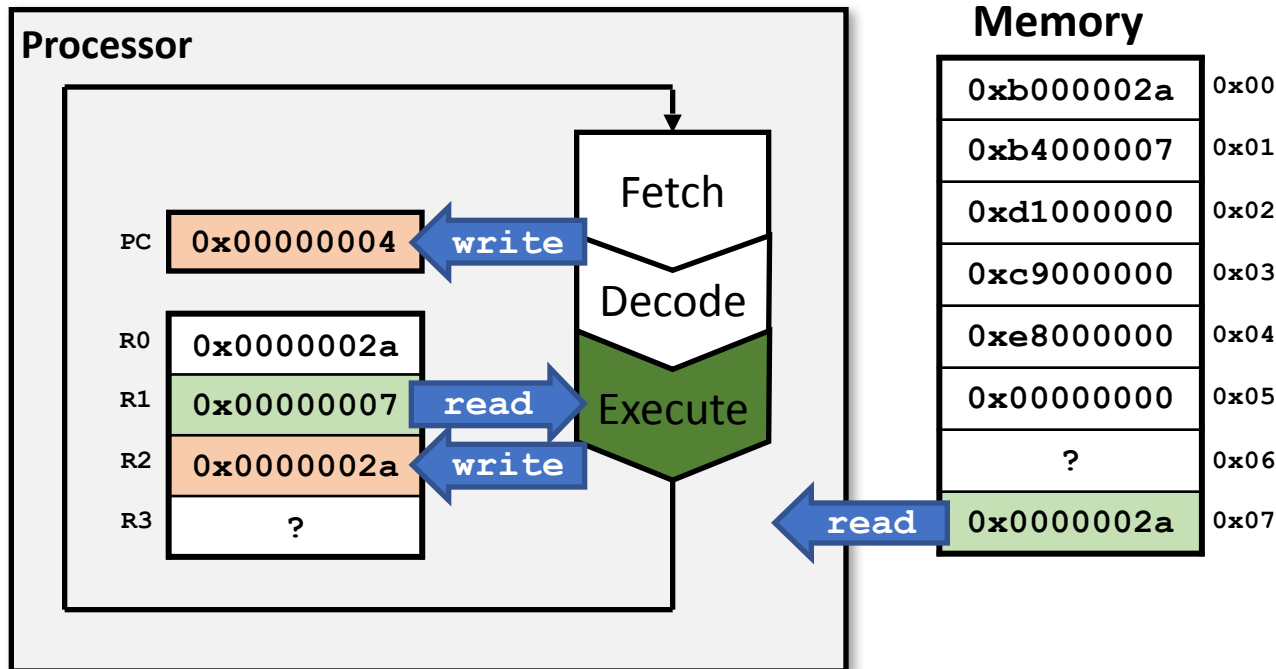 Processor
Fetch
Decode
Execute
PC 0x00000004
write
R0 0x0000002a
R1 0x00000007
read
R2 0x0000002a
write
R3 ?
Memory
0xb000002a 0x00
0xb4000007 0x01
0xd1000000 0x02
0xc9000000 0x03
0xe8000000 0x04
0x00000000 0x05
? 0x06
read
0x0000002a 0x07